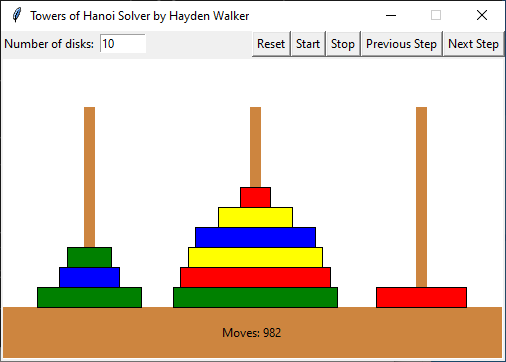 Towers of Hanoi Solver by Hayden Walker
Number of disks: 10 Reset Start Stop Previous Step Next Step
Moves: 982